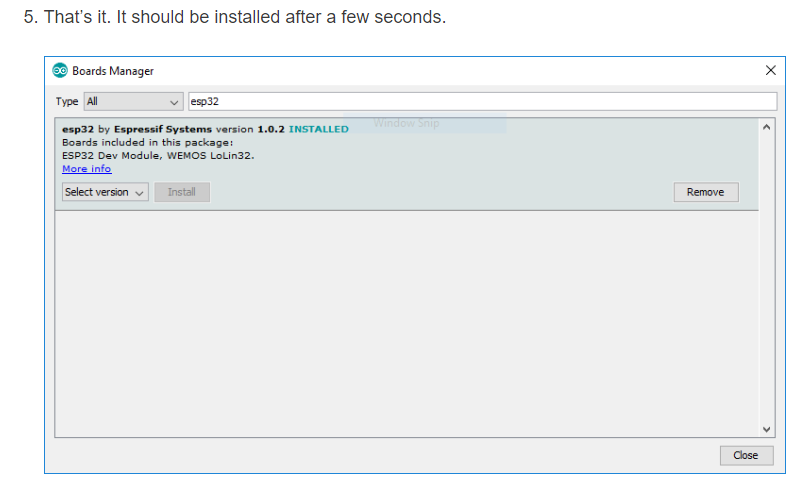 5. That’s it. It should be installed after a few seconds.
Boards Manager
Type All esp32
Window Snip
esp32 by Espressif Systems version 1.0.2 INSTALLED
Boards included in this package:
ESP32 Dev Module, WEMOS LoLin32.
More info
Select version Install Remove
Close